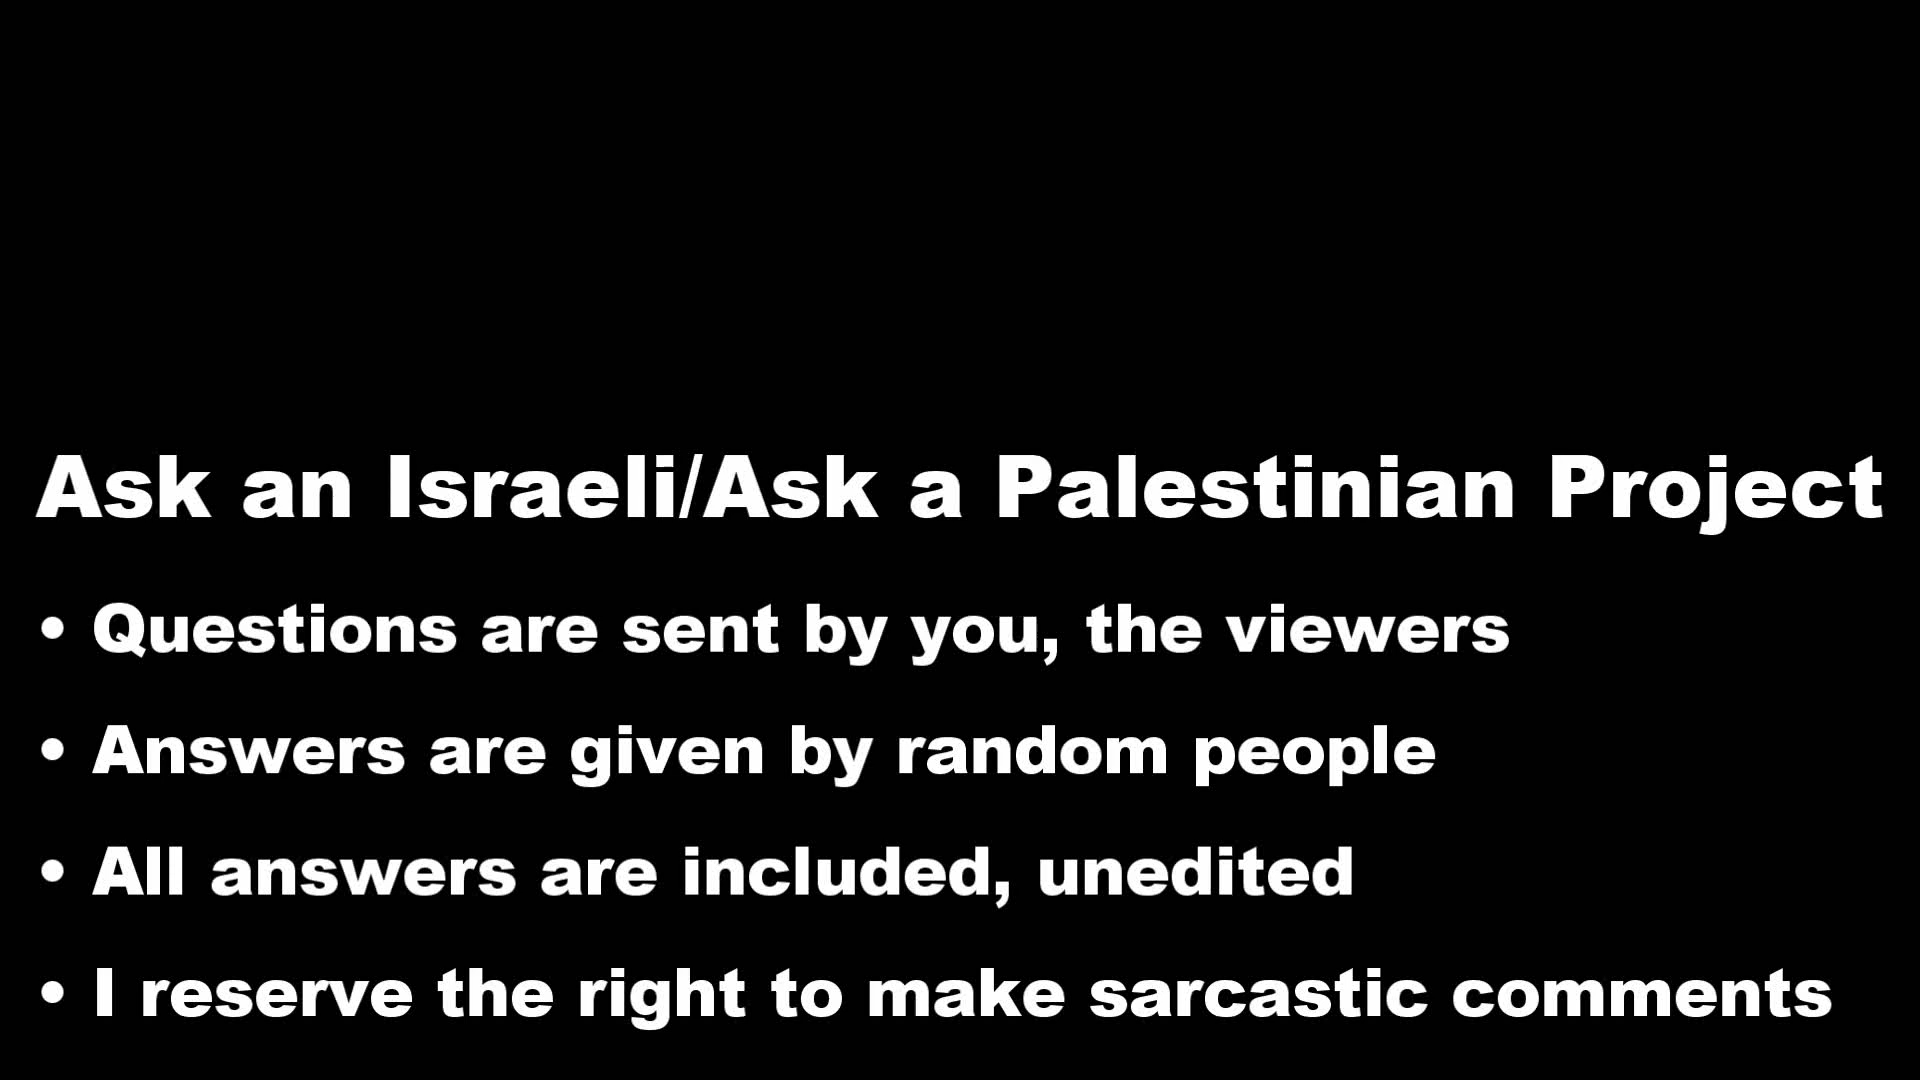 Ask an Israeli/Ask a Palestinian Project
• Questions are sent by you, the viewers
• Answers are given by random people
• All answers are included, unedited
• I reserve the right to make sarcastic comments